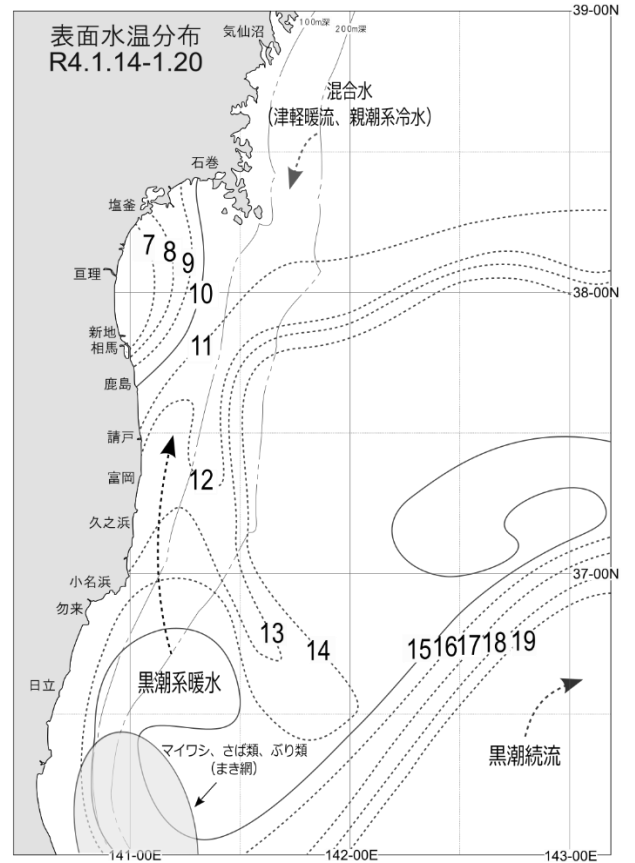 表面水温分布
R4.1.14-1.20
気仙沼
100m深
200m深
39-00N
混合水
(津軽暖流、親潮系冷水)
石巻
塩釜
7
8
9
10
亘理
38-00N
新地
相馬
11
鹿島
請戸
富岡
12
久之浜
小名浜
37-00N
勿来
13
14
15
16
17
18
19
日立
黒潮系暖水
マイワシ、さば類、ぶり類
(まき網)
黒潮続流
141-00E
142-00E
143-00E